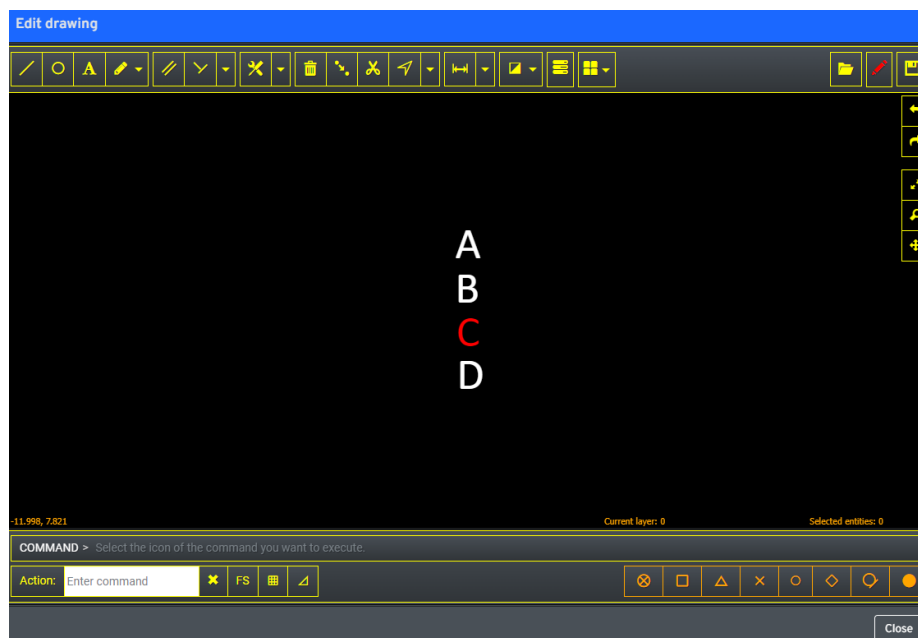 Edit drawing
A
A
B
C
D
-11.998, 7.821 Current layer: 0 Selected entities: 0
COMMAND > Select the icon of the command you want to execute.
Action: Enter command FS
Close